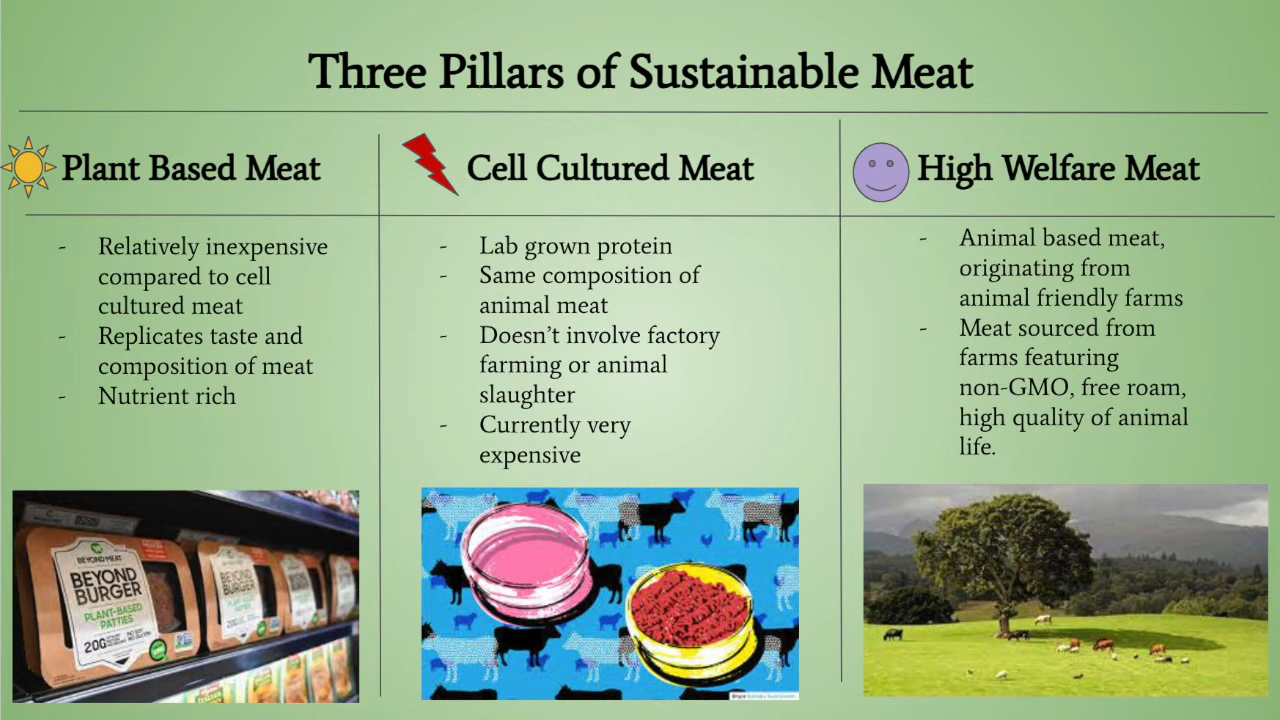 Three Pillars of Sustainable Meat
Plant Based Meat
Cell Cultured Meat
High Welfare Meat
- Relatively inexpensive
compared to cell
cultured meat
- Replicates taste and
composition of meat
- Nutrient rich
- Lab grown protein
- Same composition of
animal meat
- Doesn’t involve factory
farming or animal
slaughter
- Currently very
expensive
- Animal based meat,
originating from
animal friendly farms
- Meat sourced from
farms featuring
non-GMO, free roam,
high quality of animal
life.
BEYOND MEAT
BEYOND
BURGER
PLANT-BASED
PATTIES
20G
BEYOND
BURGER